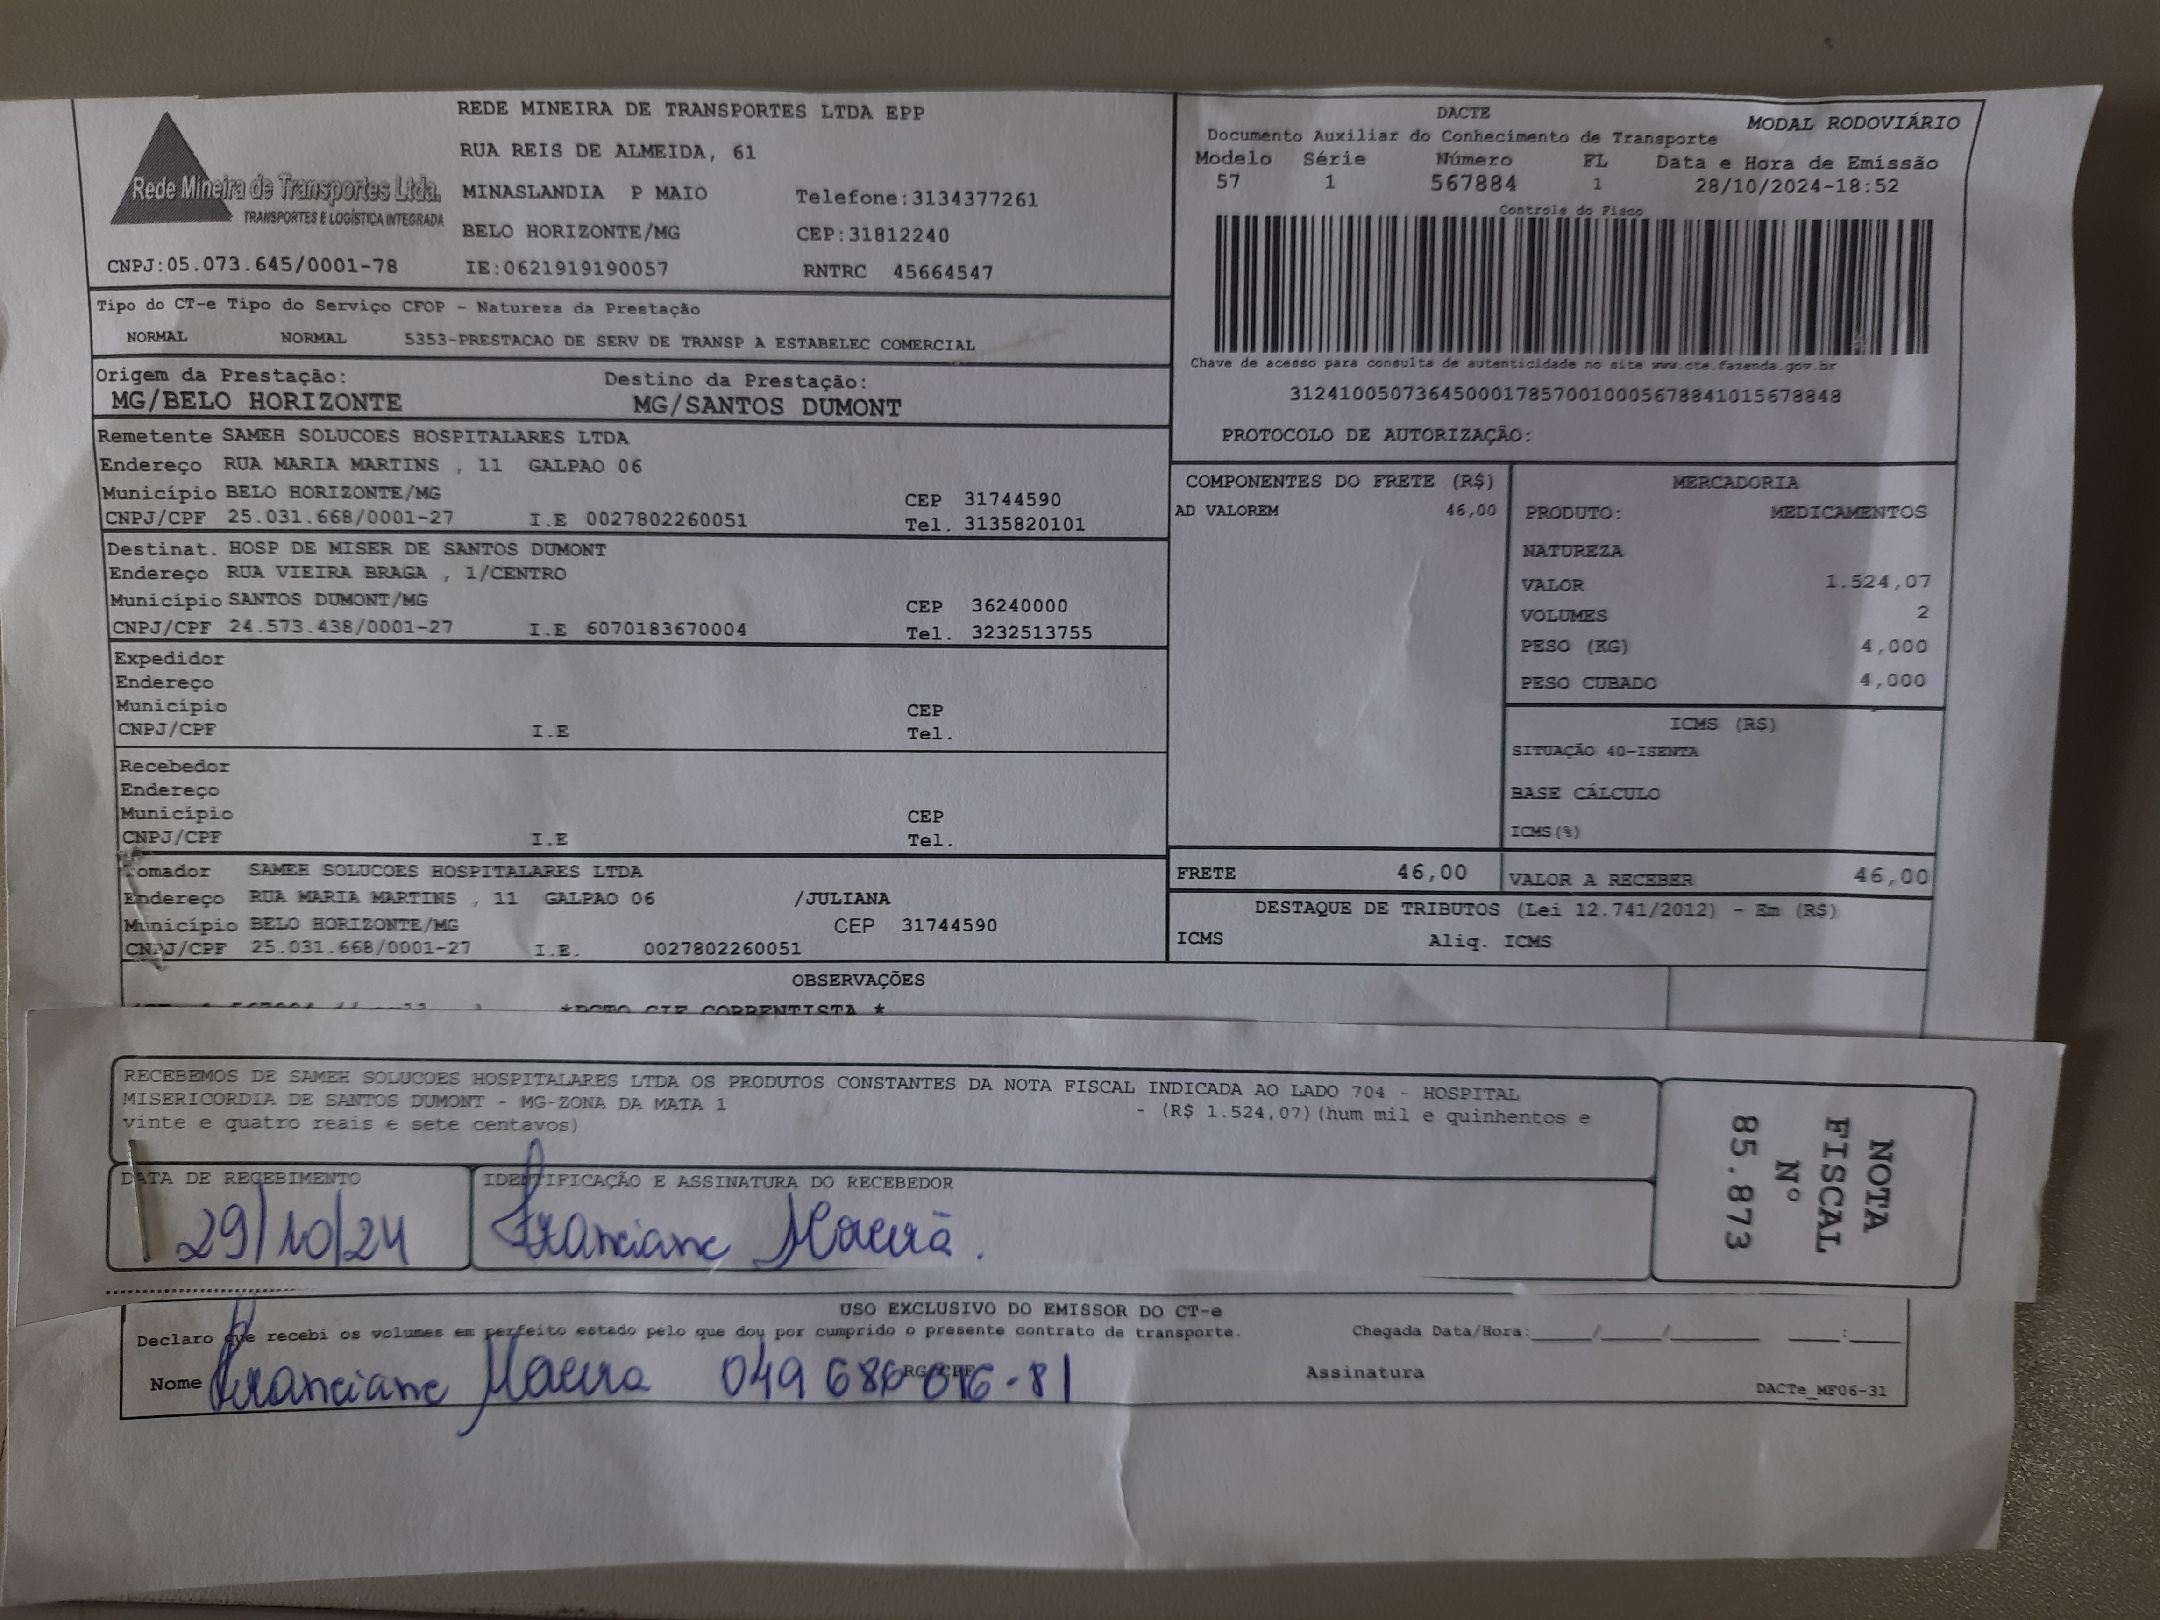 REDE MINEIRA DE TRANSPORTES LTDA EPP
RUA REIS DE ALMEIDA, 61
MINASLANDIA P MAIO Telefone:3134377261
BELO HORIZONTE/MG CEP:31812240
Rede Mineira de Transportes Ltda.
TRANSPORTES E LOGÍSTICA INTEGRADA
CNPJ:05.073.645/0001-78 IE:0621919190057 RNTRC 45664547
DACTE
MODAL RODOVIÁRIO
Documento Auxiliar do Conhecimento de Transporte
Modelo Série Número FL Data e Hora de Emissão
57 1 567884 1 28/10/2024-18:52
Controle do Fisco
Chave de acesso para consulta de autenticidade no site www.cte.fazenda.gov.br
31241005073645000178570010005678841015678848
PROTOCOLO DE AUTORIZAÇÃO:
Tipo do CT-e Tipo do Serviço CFOP - Natureza da Prestação
NORMAL NORMAL 5353-PRESTACAO DE SERV DE TRANSP A ESTABELEC COMERCIAL
Origem da Prestação: Destino da Prestação:
MG/BELO HORIZONTE MG/SANTOS DUMONT
Remetente SAMEH SOLUCOES HOSPITALARES LTDA
Endereço RUA MARIA MARTINS , 11 GALPAO 06
Município BELO HORIZONTE/MG CEP 31744590
CNPJ/CPF 25.031.668/0001-27 I.E 0027802260051 Tel. 3135820101
Destinat. HOSP DE MISER DE SANTOS DUMONT
Endereço RUA VIEIRA BRAGA , 1/CENTRO
Município SANTOS DUMONT/MG CEP 36240000
CNPJ/CPF 24.573.438/0001-27 I.E 6070183670004 Tel. 3232513755
Expedidor
Endereço
Município CEP
CNPJ/CPF I.E Tel.
Recebedor
Endereço
Município CEP
CNPJ/CPF I.E Tel.
Tomador SAMEH SOLUCOES HOSPITALARES LTDA
Endereço RUA MARIA MARTINS , 11 GALPAO 06 /JULIANA
Município BELO HORIZONTE/MG CEP 31744590
CNPJ/CPF 25.031.668/0001-27 I.E. 0027802260051
COMPONENTES DO FRETE (R$)
AD VALOREM 46,00
MERCADORIA
PRODUTO: MEDICAMENTOS
NATUREZA
VALOR 1.524,07
VOLUMES 2
PESO (KG) 4,000
PESO CUBADO 4,000
ICMS (R$)
SITUAÇÃO 40-ISENTA
BASE CÁLCULO
ICMS(%)
FRETE 46,00 VALOR A RECEBER 46,00
DESTAQUE DE TRIBUTOS (Lei 12.741/2012) - Em (R$)
ICMS Aliq. ICMS
OBSERVAÇÕES
*DCTO CIF CORRENTISTA *
RECEBEMOS DE SAMEH SOLUCOES HOSPITALARES LTDA OS PRODUTOS CONSTANTES DA NOTA FISCAL INDICADA AO LADO 704 - HOSPITAL
MISERICORDIA DE SANTOS DUMONT - MG-ZONA DA MATA 1 - (R$ 1.524,07)(hum mil e quinhentos e
vinte e quatro reais e sete centavos)
DATA DE RECEBIMENTO IDENTIFICAÇÃO E ASSINATURA DO RECEBEDOR
29/10/24 Franciane
NOTA
FISCAL
Nº
85.873
USO EXCLUSIVO DO EMISSOR DO CT-e
Declaro que recebi os volumes em perfeito estado pelo que dou por cumprido o presente contrato de transporte. Chegada Data/Hora:____/____/________ ____:____
Nome Franciane 049 686 016-81 RG/CPF Assinatura
DACTe_MF06-31